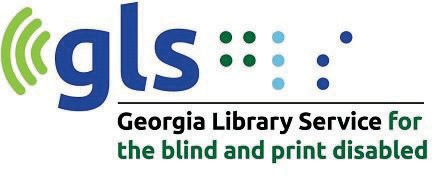 gls ⠛⠇⠎
Georgia Library Service for
the blind and print disabled